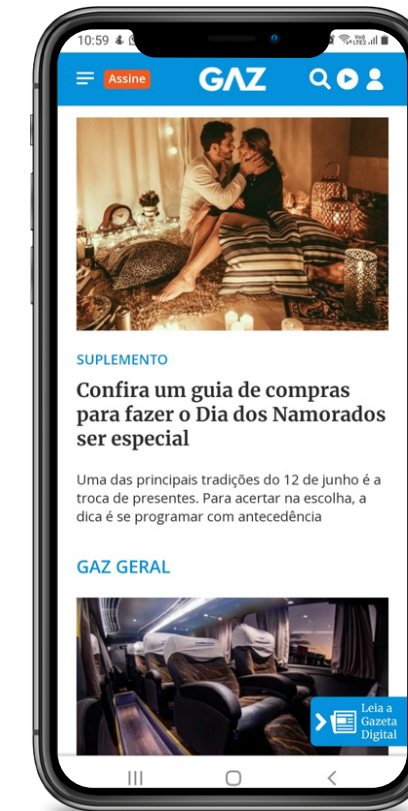 10:59
Assine
GAZ
SUPLEMENTO
Confira um guia de compras
para fazer o Dia dos Namorados
ser especial
Uma das principais tradições do 12 de junho é a
troca de presentes. Para acertar na escolha, a
dica é se programar com antecedência
GAZ GERAL
Leia a
Gazeta
Digital